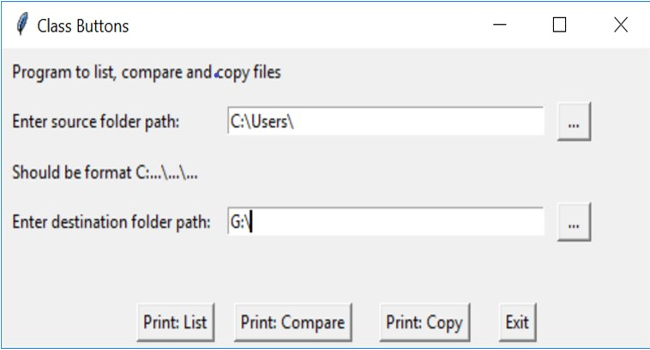 Class Buttons
Program to list, compare and copy files
Enter source folder path: C:\Users\ ...
Should be format C:...\...\...
Enter destination folder path: G:\ ...
Print: List Print: Compare Print: Copy Exit